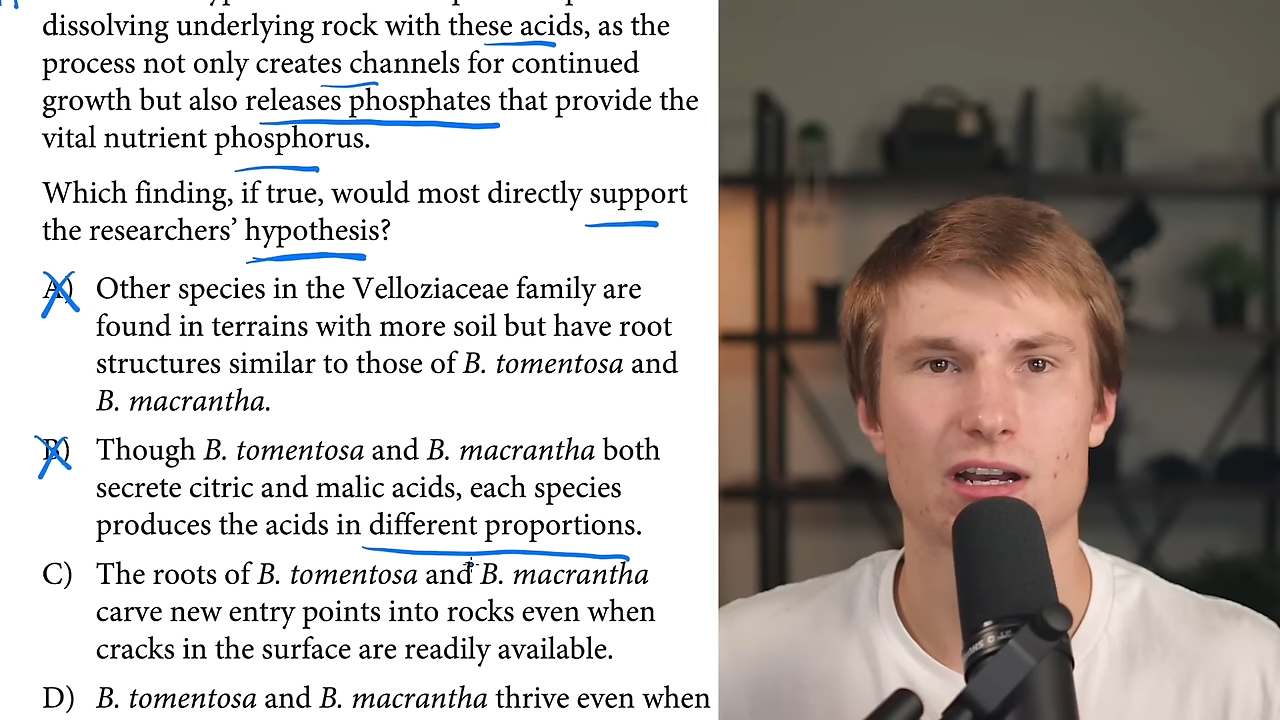 dissolving underlying rock with these acids, as the
process not only creates channels for continued
growth but also releases phosphates that provide the
vital nutrient phosphorus.
Which finding, if true, would most directly support
the researchers’ hypothesis?
A) Other species in the Velloziaceae family are
found in terrains with more soil but have root
structures similar to those of B. tomentosa and
B. macrantha.
B) Though B. tomentosa and B. macrantha both
secrete citric and malic acids, each species
produces the acids in different proportions.
C) The roots of B. tomentosa and B. macrantha
carve new entry points into rocks even when
cracks in the surface are readily available.
D) B. tomentosa and B. macrantha thrive even when